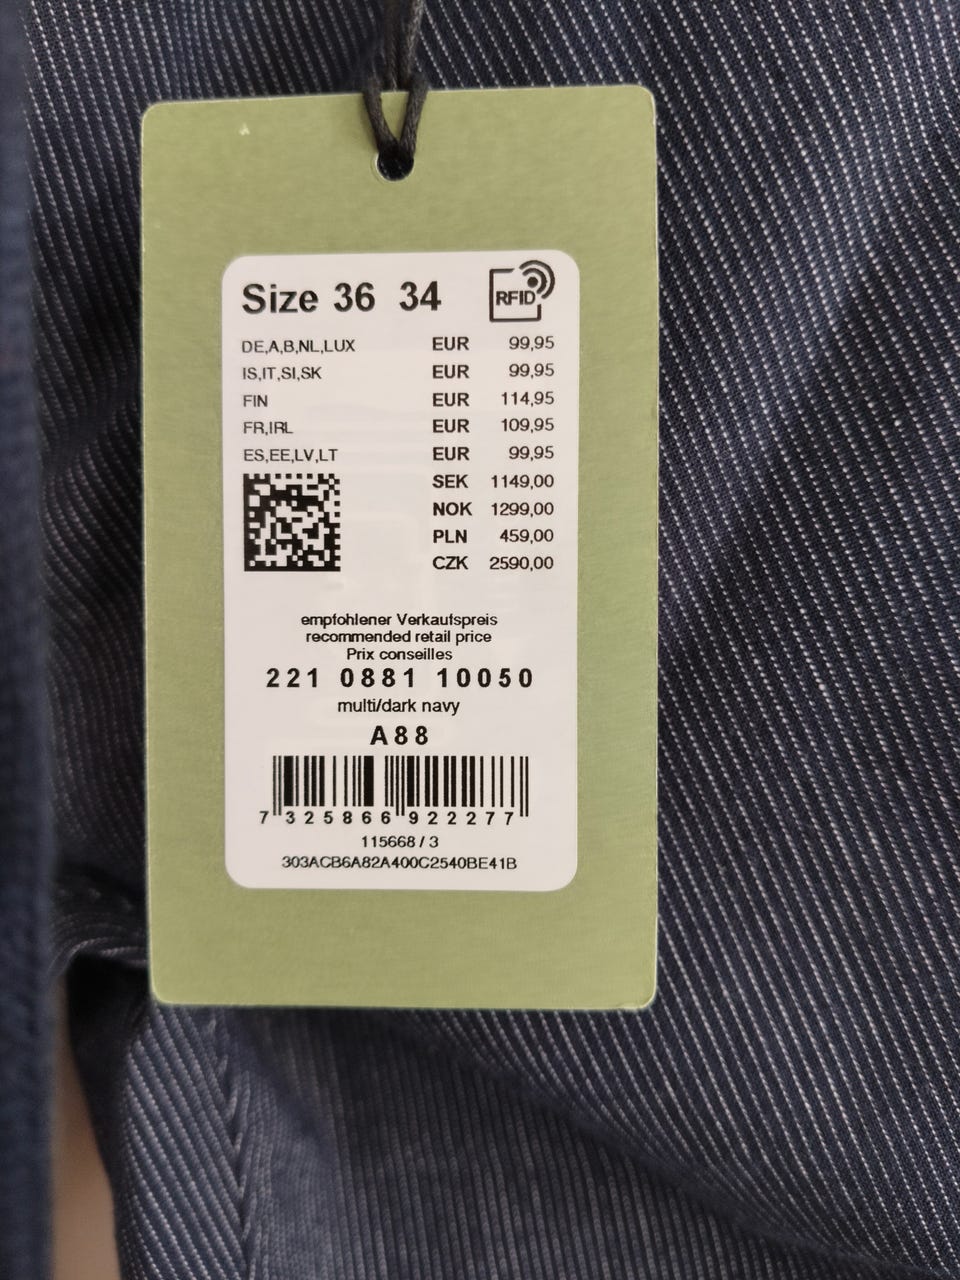 Size 36 34
RFID
DE,A,B,NL,LUX EUR 99,95
IS,IT,SI,SK EUR 99,95
FIN EUR 114,95
FR,IRL EUR 109,95
ES,EE,LV,LT EUR 99,95
SEK 1149,00
NOK 1299,00
PLN 459,00
CZK 2590,00
empfohlener Verkaufspreis
recommended retail price
Prix conseilles
221 0881 10050
multi/dark navy
A88
7 325866 922277
115668 / 3
303ACB6A82A400C2540BE41B